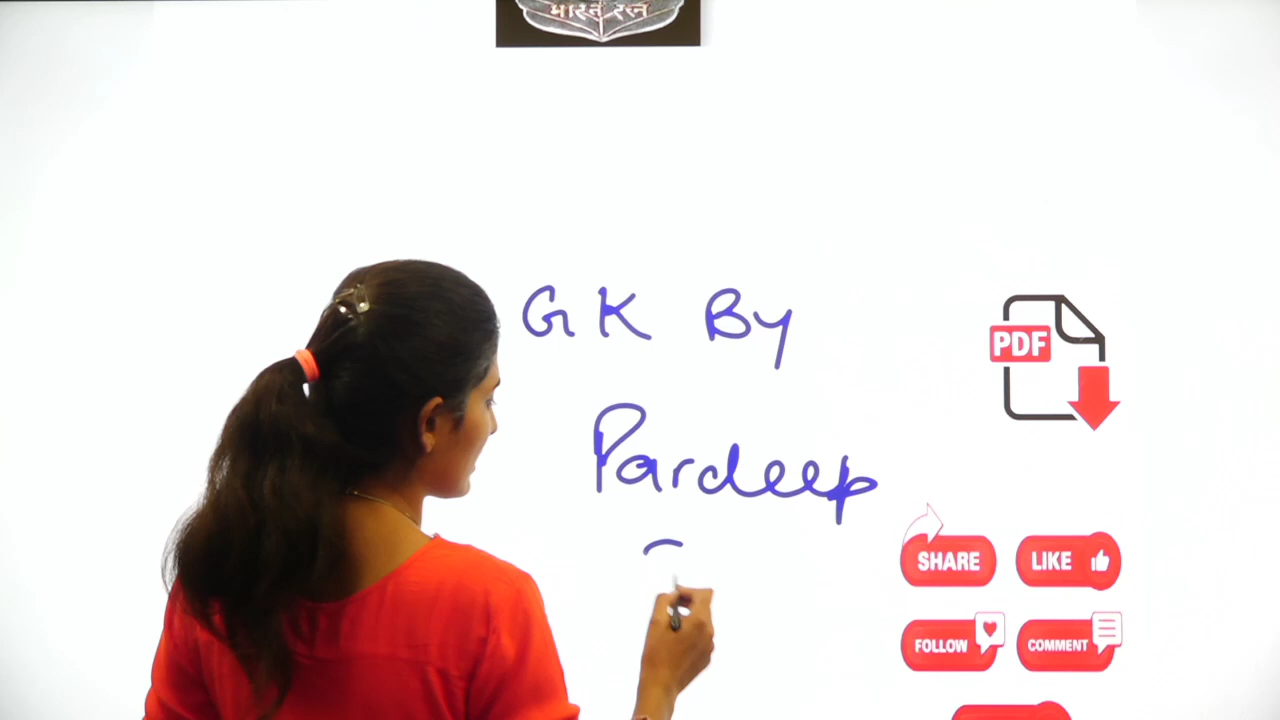 भारत रत्न
GK By
Pardeep
PDF
SHARE
LIKE
FOLLOW
COMMENT